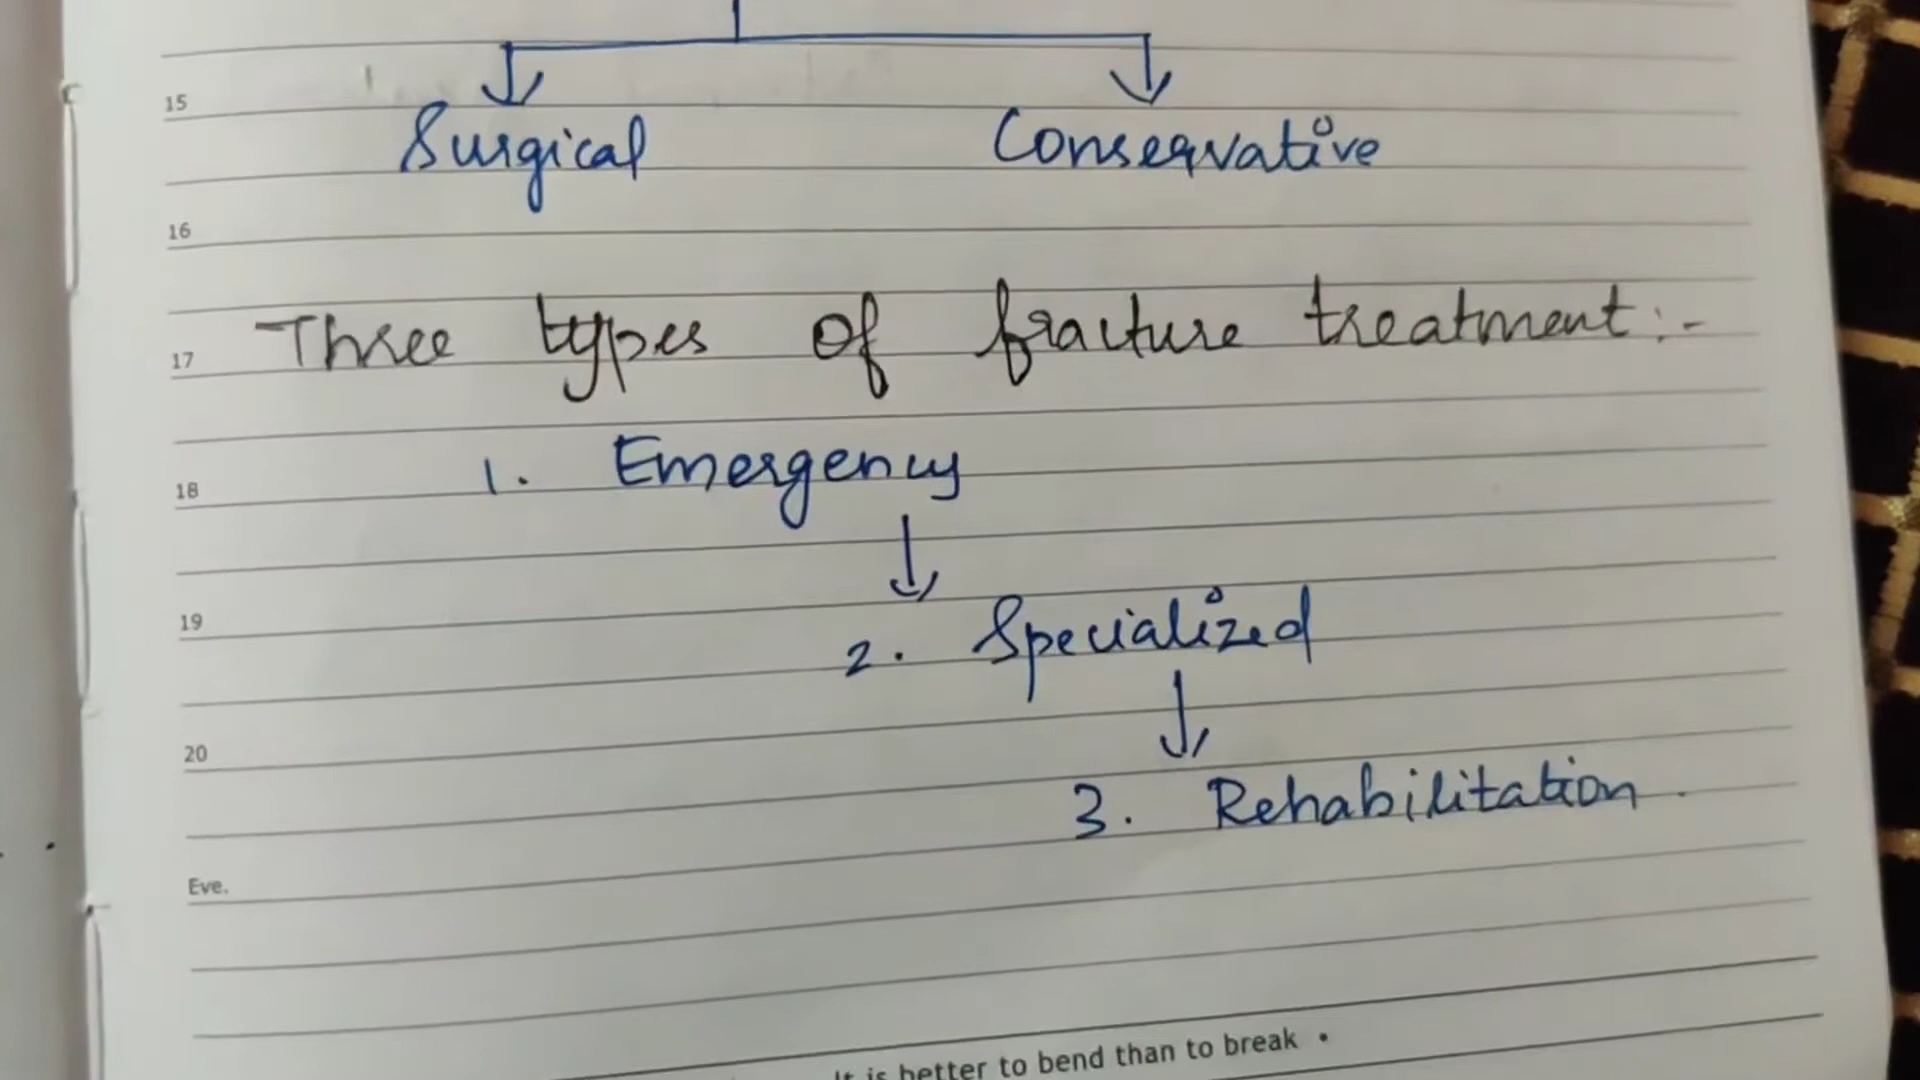 15
Surgical Conservative
16
17 Three types of fracture treatment :-
18 1. Emergency
19 2. Specialized
20 3. Rehabilitation.
Eve.
It is better to bend than to break •